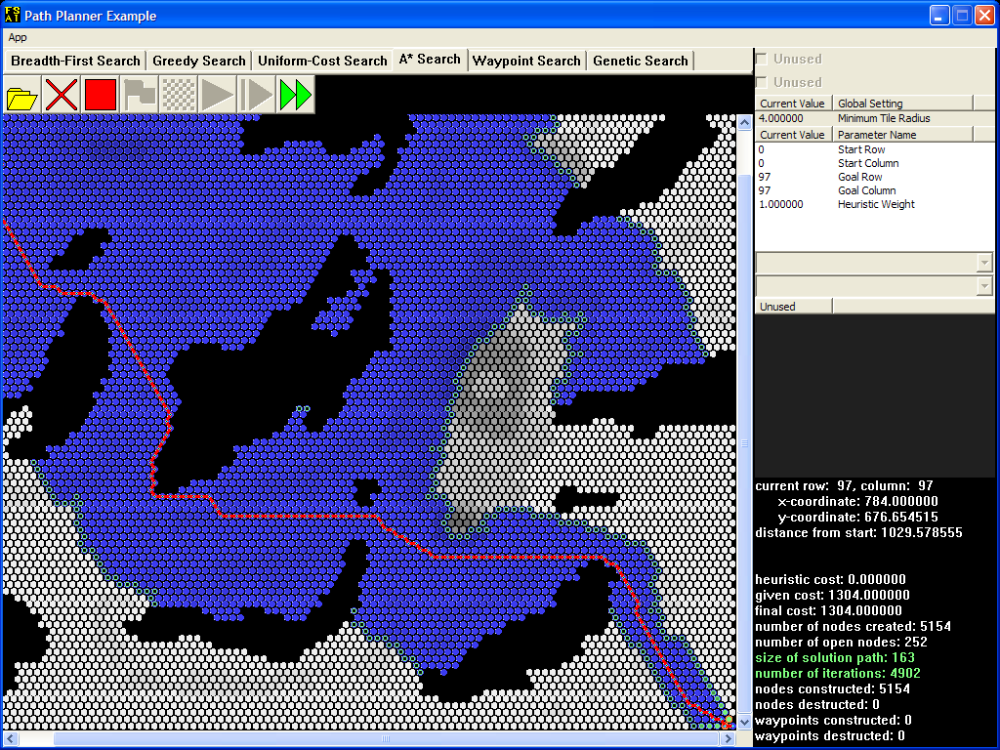 FS
AI
Path Planner Example
App
Breadth-First Search Greedy Search Uniform-Cost Search A* Search Waypoint Search Genetic Search
Unused
Unused
Current Value Global Setting
4.000000 Minimum Tile Radius
Current Value Parameter Name
0 Start Row
0 Start Column
97 Goal Row
97 Goal Column
1.000000 Heuristic Weight
Unused
current row: 97, column: 97
x-coordinate: 784.000000
y-coordinate: 676.654515
distance from start: 1029.578555
heuristic cost: 0.000000
given cost: 1304.000000
final cost: 1304.000000
number of nodes created: 5154
number of open nodes: 252
size of solution path: 163
number of iterations: 4902
nodes constructed: 5154
nodes destructed: 0
waypoints constructed: 0
waypoints destructed: 0